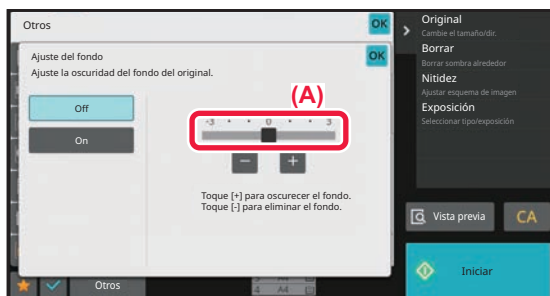 Otros
OK
Ajuste del fondo
OK
Ajuste la oscuridad del fondo del original.
(A)
Off
On
-3 0 3
- +
Toque [+] para oscurecer el fondo.
Toque [-] para eliminar el fondo.
Original
Cambie el tamaño/dir.
Borrar
Borrar sombra alrededor
Nitidez
Ajustar esquema de imagen
Exposición
Seleccionar tipo/exposición
Vista previa
CA
Iniciar
Otros
4 A4